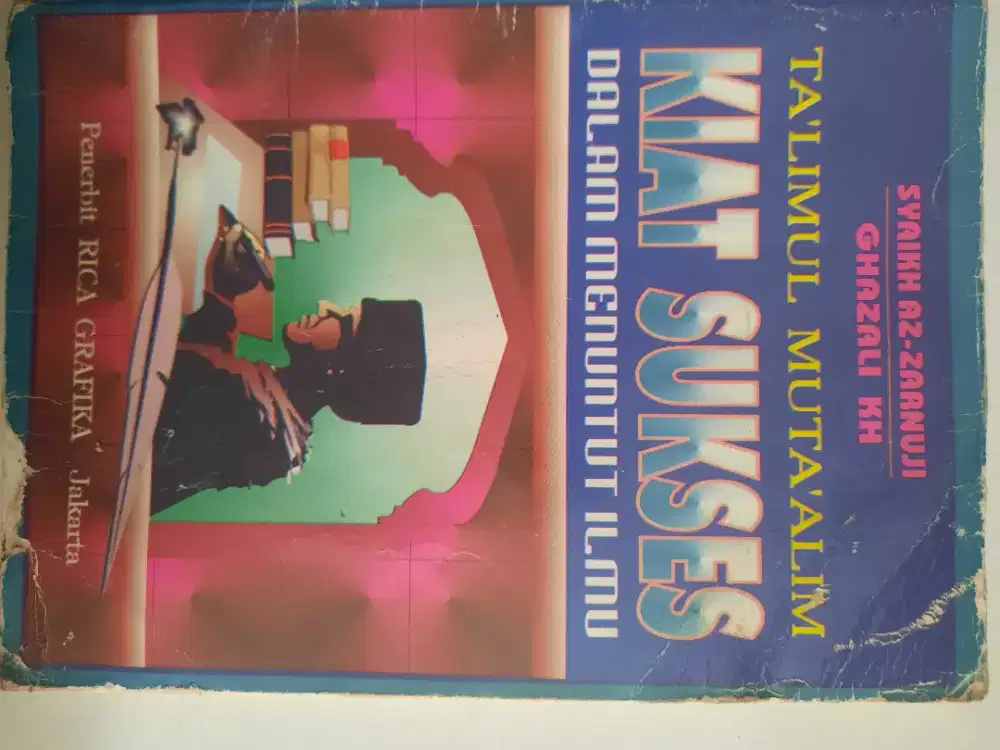 SYAIKH AZ-ZARNUJI
GHAZALI KH
TA'LIMUL MUTA'ALIM
KIAT SUKSES
DALAM MENUNTUT ILMU
Penerbit RICA GRAFIKA Jakarta